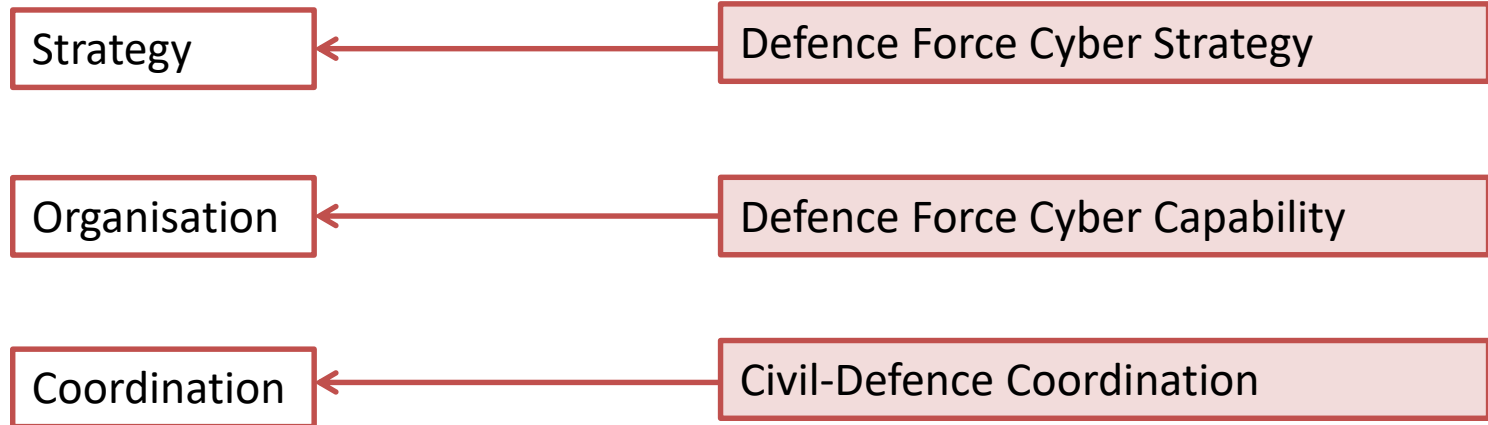 Strategy
Defence Force Cyber Strategy
Organisation
Defence Force Cyber Capability
Coordination
Civil-Defence Coordination